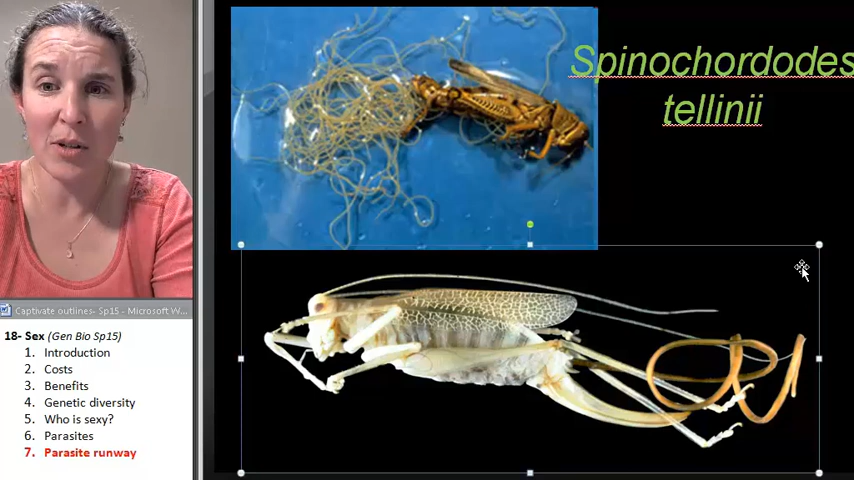 Spinochordodes
tellinii
Captivate outlines- Sp15 - Microsoft W...
18- Sex (Gen Bio Sp15)
1. Introduction
2. Costs
3. Benefits
4. Genetic diversity
5. Who is sexy?
6. Parasites
7. Parasite runway